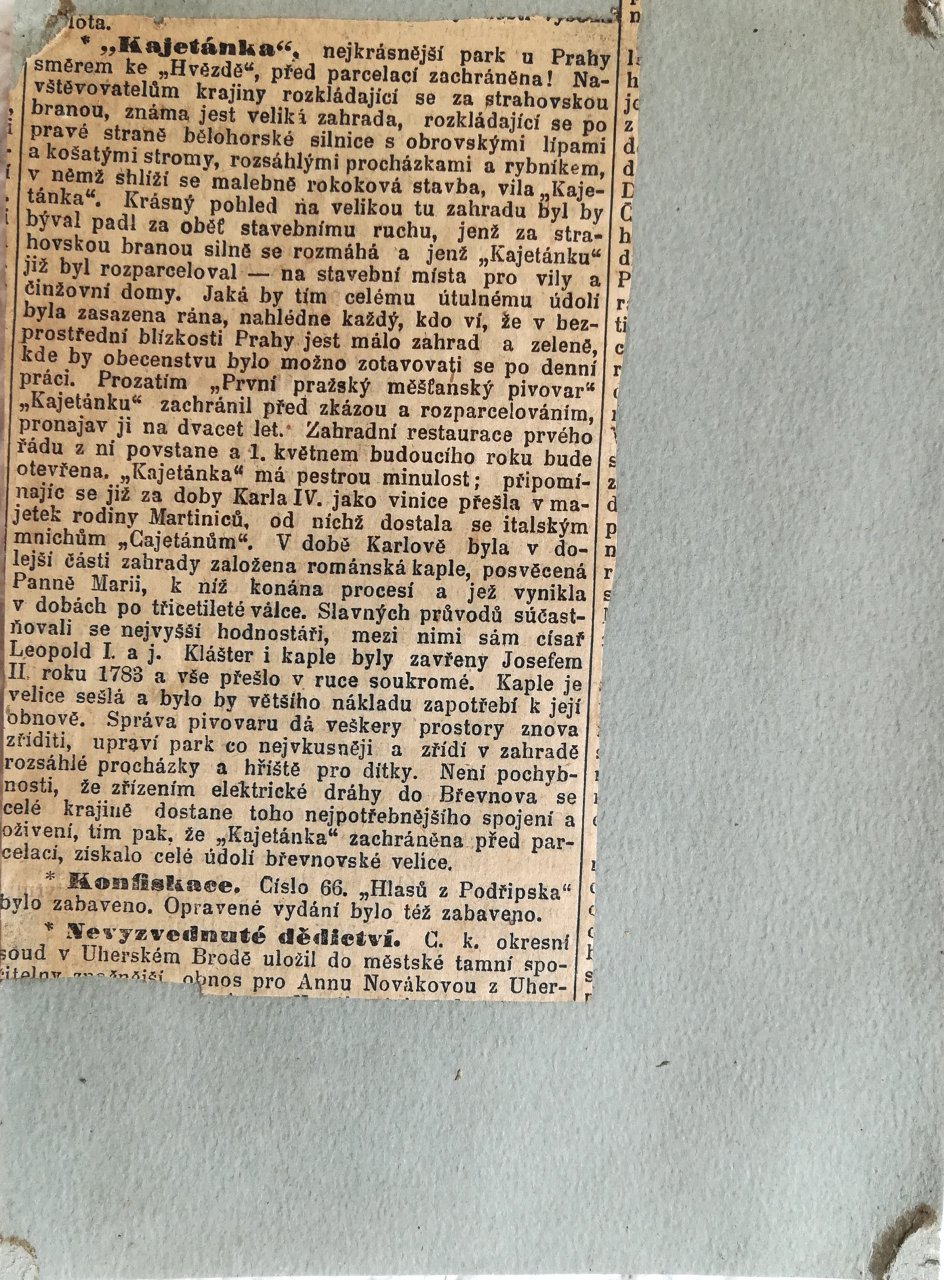 lota.
* „Kajetánka“, nejkrásnější park u Prahy
směrem ke „Hvězdě“, před parcelací zachráněna! Na-
vštěvovatelům krajiny rozkládající se za strahovskou
branou, známa jest veliká zahrada, rozkládající se po
pravé straně bělohorské silnice s obrovskými lípami
a košatými stromy, rozsáhlými procházkami a rybníkem,
v němž shlíží se malebně rokoková stavba, vila „Kaje-
tánka“. Krásný pohled na velikou tu zahradu byl by
býval padl za oběť stavebnímu ruchu, jenž za stra-
hovskou branou silně se rozmáhá a jenž „Kajetánku“
již byl rozparceloval — na stavební místa pro vily a
činžovní domy. Jaká by tím celému útulnému údolí
byla zasazena rána, nahlédne každý, kdo ví, že v bez-
prostřední blízkosti Prahy jest málo zahrad a zeleně,
kde by obecenstvu bylo možno zotavovati se po denní
práci. Prozatím „První pražský měšťanský pivovar“
„Kajetánku“ zachránil před zkázou a rozparcelováním,
pronajav ji na dvacet let. Zahradní restaurace prvého
řádu z ní povstane a 1. květnem budoucího roku bude
otevřena. „Kajetánka“ má pestrou minulost; připomí-
najíc se již za doby Karla IV. jako vinice přešla v ma-
jetek rodiny Martiniců, od nichž dostala se italským
mnichům „Cajetánům“. V době Karlově byla v do-
lejší části zahrady založena románská kaple, posvěcená
Panně Marii, k níž konána procesí a jež vynikla
v dobách po třicetileté válce. Slavných průvodů súčast-
ňovali se nejvyšší hodnostáři, mezi nimi sám císař
Leopold I. a j. Klášter i kaple byly zavřeny Josefem
II. roku 1783 a vše přešlo v ruce soukromé. Kaple je
velice sešlá a bylo by většího nákladu zapotřebí k její
obnově. Správa pivovaru dá veškery prostory znova
zříditi, upraví park co nejvkusněji a zřídí v zahradě
rozsáhlé procházky a hřiště pro dítky. Není pochyb-
nosti, že zřízením elektrické dráhy do Břevnova se
celé krajině dostane toho nejpotřebnějšího spojení a
oživení, tím pak, že „Kajetánka“ zachráněna před par-
celací, získalo celé údolí břevnovské velice.
* Konfiskace. Číslo 66. „Hlasů z Podřipska“
bylo zabaveno. Opravené vydání bylo též zabaveno.
* Nevyzvednuté dědictví. C. k. okresní
soud v Uherském Brodě uložil do městské tamní spo-
řitelny značnější obnos pro Annu Novákovou z Uher-